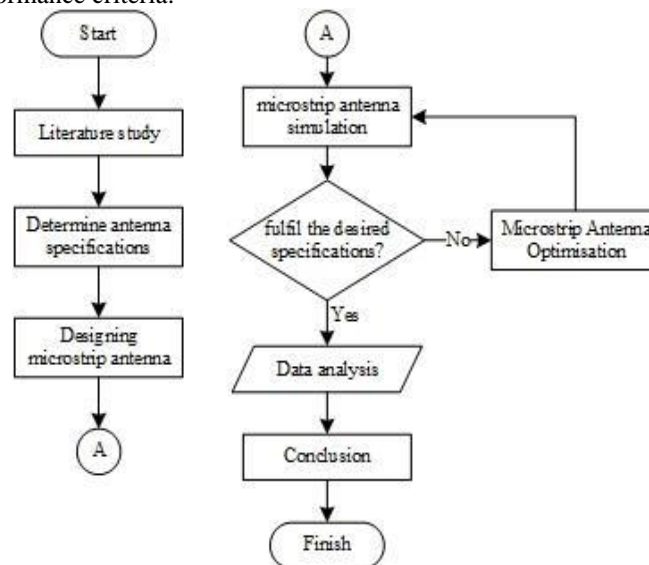 Start
Literature study
Determine antenna
specifications
Designing
microstrip antenna
A
A
microstrip antenna
simulation
fulfil the desired
specifications?
No
Microstrip Antenna
Optimisation
Yes
Data analysis
Conclusion
Finish